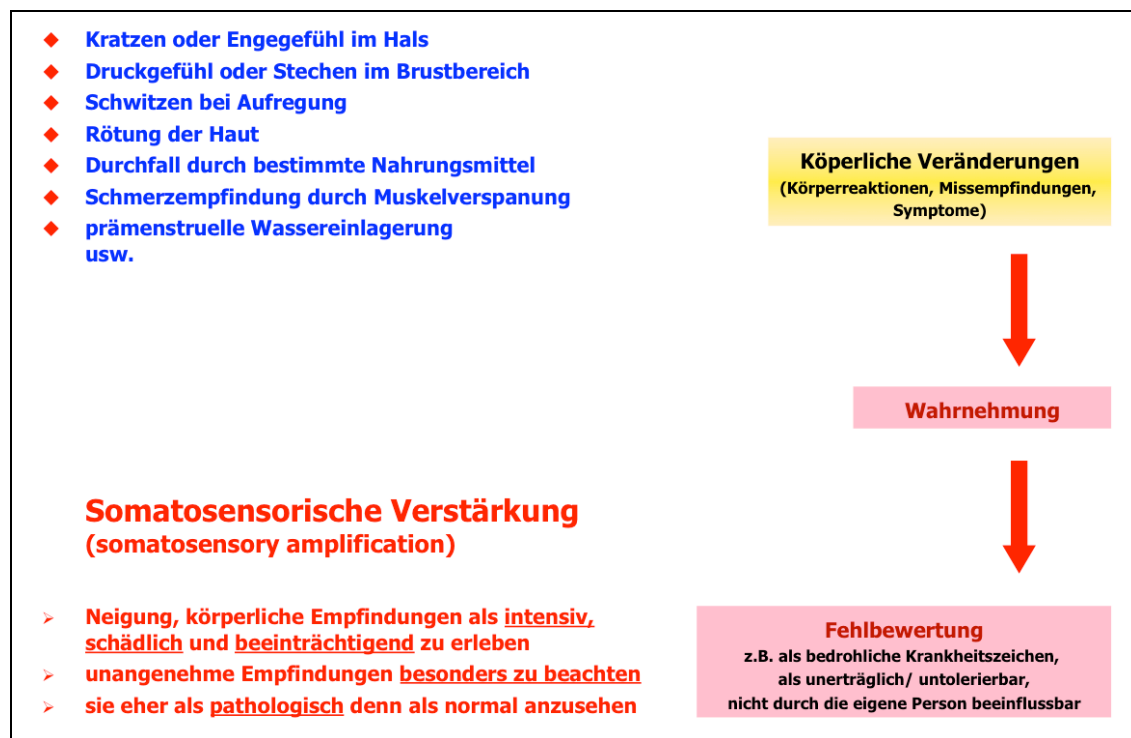 Kratzen oder Engegefühl im Hals
Druckgefühl oder Stechen im Brustbereich
Schwitzen bei Aufregung
Rötung der Haut
Durchfall durch bestimmte Nahrungsmittel
Schmerzempfindung durch Muskelverspanung
prämenstruelle Wassereinlagerung
usw.
Köperliche Veränderungen
(Körperreaktionen, Missempfindungen,
Symptome)
Wahrnehmung
Somatosensorische Verstärkung
(somatosensory amplification)
Neigung, körperliche Empfindungen als intensiv,
schädlich und beeinträchtigend zu erleben
unangenehme Empfindungen besonders zu beachten
sie eher als pathologisch denn als normal anzusehen
Fehlbewertung
z.B. als bedrohliche Krankheitszeichen,
als unerträglich/ untolerierbar,
nicht durch die eigene Person beeinflussbar